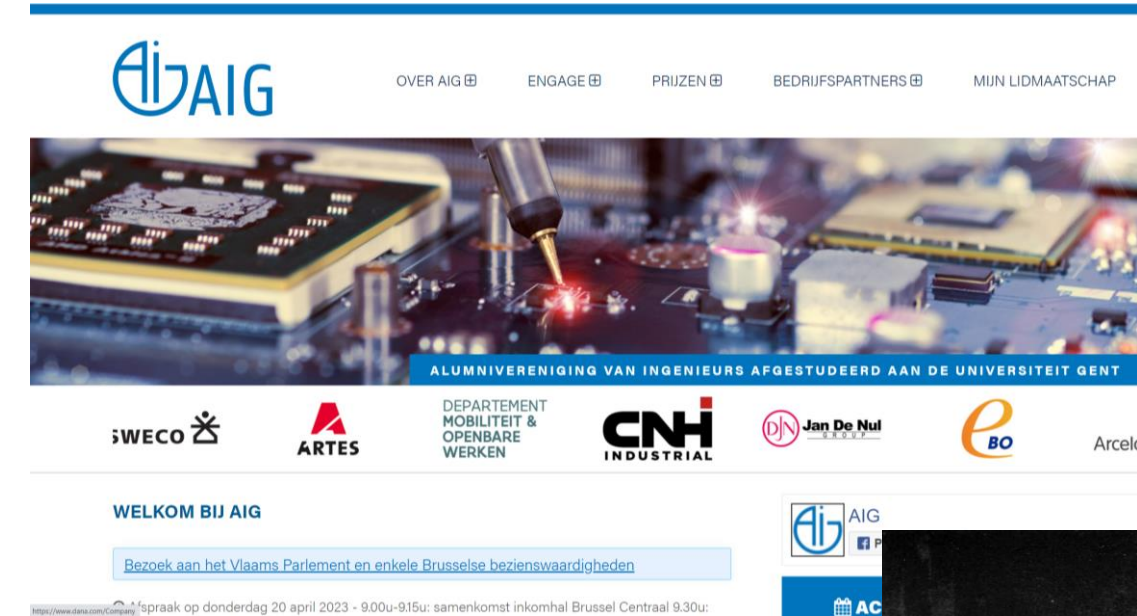 AIG
OVER AIG
ENGAGE
PRIJZEN
BEDRIJFSPARTNERS
MIJN LIDMAATSCHAP
ALUMNIVERENIGING VAN INGENIEURS AFGESTUDEERD AAN DE UNIVERSITEIT GENT
SWECO
ARTES
DEPARTEMENT
MOBILITEIT &
OPENBARE
WERKEN
CNH
INDUSTRIAL
DJN Jan De Nul
GROUP
e
BO
Arcelo
WELKOM BIJ AIG
AIG
P
Bezoek aan het Vlaams Parlement en enkele Brusselse bezienswaardigheden
https://www.dana.com/Company
Afspraak op donderdag 20 april 2023 - 9.00u-9.15u: samenkomst inkomhal Brussel Centraal 9.30u:
AC